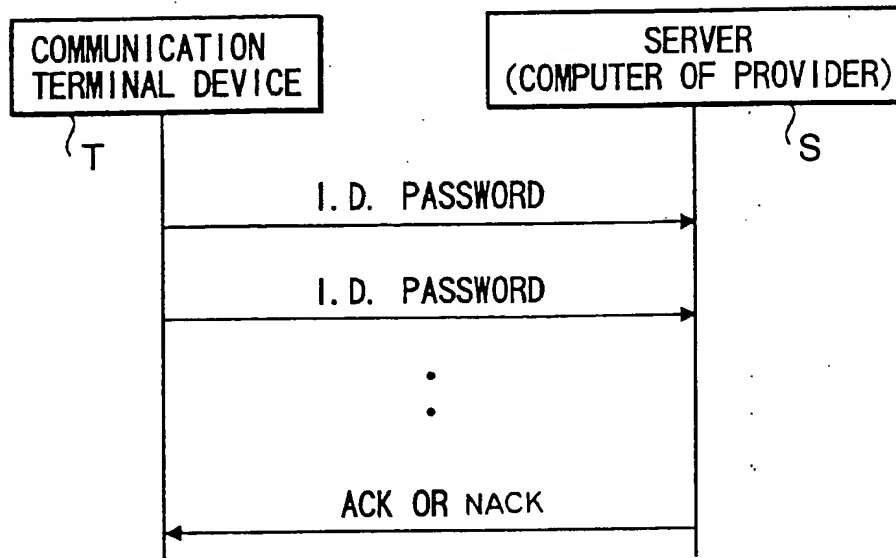 COMMUNICATION
TERMINAL DEVICE
SERVER
(COMPUTER OF PROVIDER)
T
S
I.D. PASSWORD
I.D. PASSWORD
ACK OR NACK